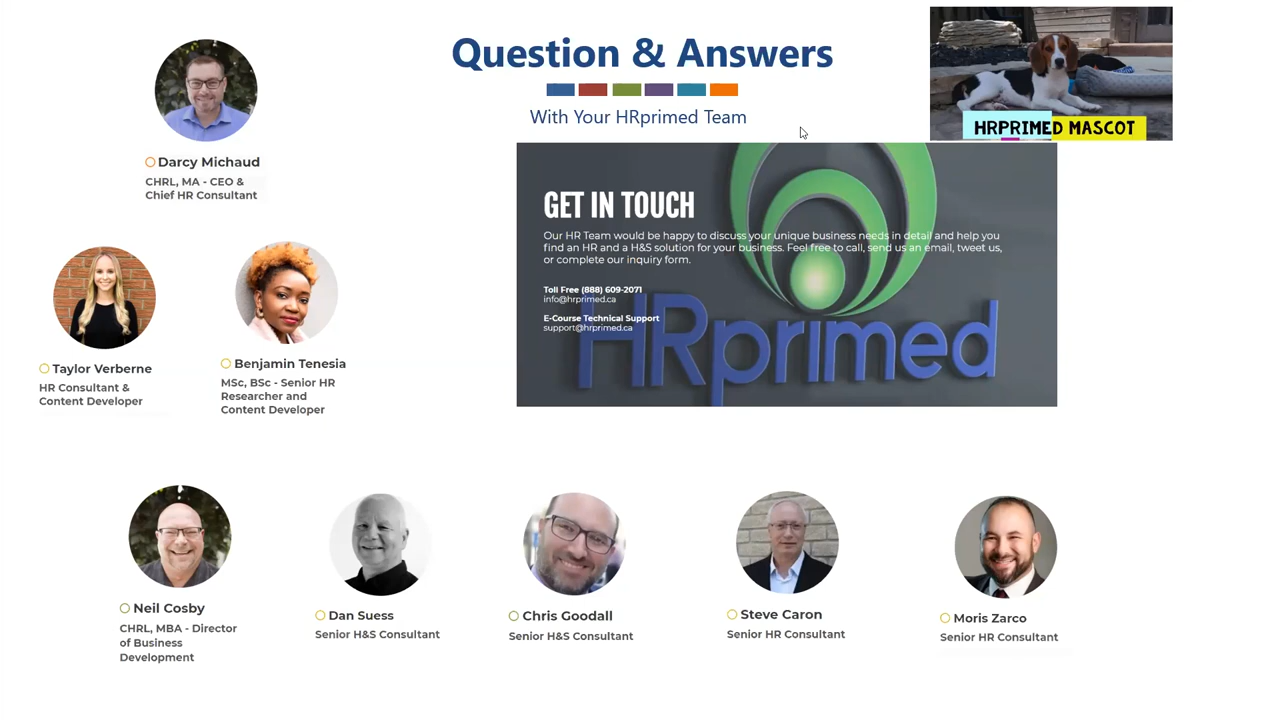 Question & Answers
With Your HRprimed Team
HRPRIMED MASCOT
Darcy Michaud
CHRL, MA - CEO &
Chief HR Consultant
GET IN TOUCH
Our HR Team would be happy to discuss your unique business needs in detail and help you
find an HR and a H&S solution for your business. Feel free to call, send us an email, tweet us,
or complete our inquiry form.
Toll Free (888) 609-2071
info@hrprimed.ca
E-Course Technical Support
support@hrprimed.ca
HRprimed
Taylor Verberne
HR Consultant &
Content Developer
Benjamin Tenesia
MSc, BSc - Senior HR
Researcher and
Content Developer
Neil Cosby
CHRL, MBA - Director
of Business
Development
Dan Suess
Senior H&S Consultant
Chris Goodall
Senior H&S Consultant
Steve Caron
Senior HR Consultant
Moris Zarco
Senior HR Consultant